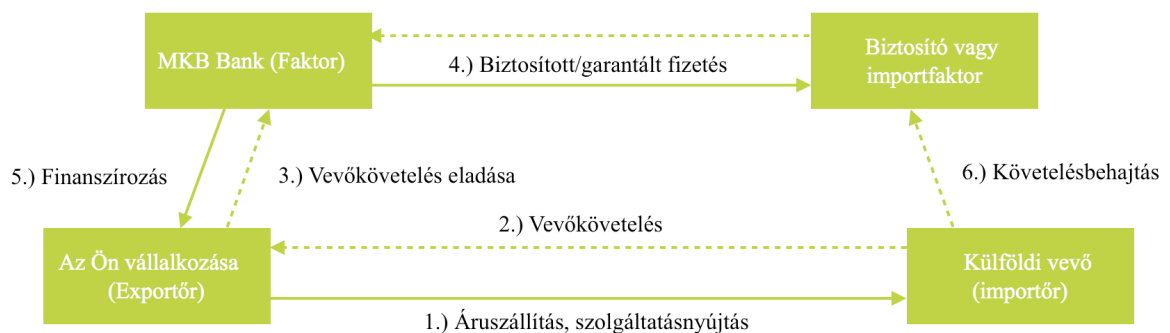 MKB Bank (Faktor)
Biztosító vagy
importfaktor
4.) Biztosított/garantált fizetés
5.) Finanszírozás
3.) Vevőkövetelés eladása
6.) Követelésbehajtás
2.) Vevőkövetelés
Az Ön vállalkozása
(Exportőr)
Külföldi vevő
(importőr)
1.) Áruszállítás, szolgáltatásnyújtás